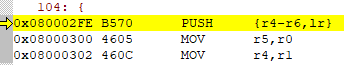 104: {
0x080002FE B570 PUSH {r4-r6,lr}
0x08000300 4605 MOV r5,r0
0x08000302 460C MOV r4,r1